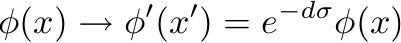 ϕ(x) → ϕ′(x′) = e^{−dσ}ϕ(x)